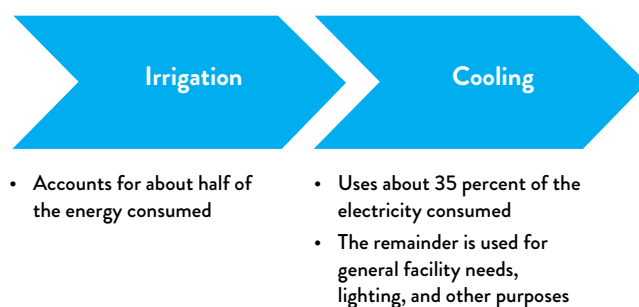 Irrigation
Cooling
• Accounts for about half of
the energy consumed
• Uses about 35 percent of the
electricity consumed
• The remainder is used for
general facility needs,
lighting, and other purposes